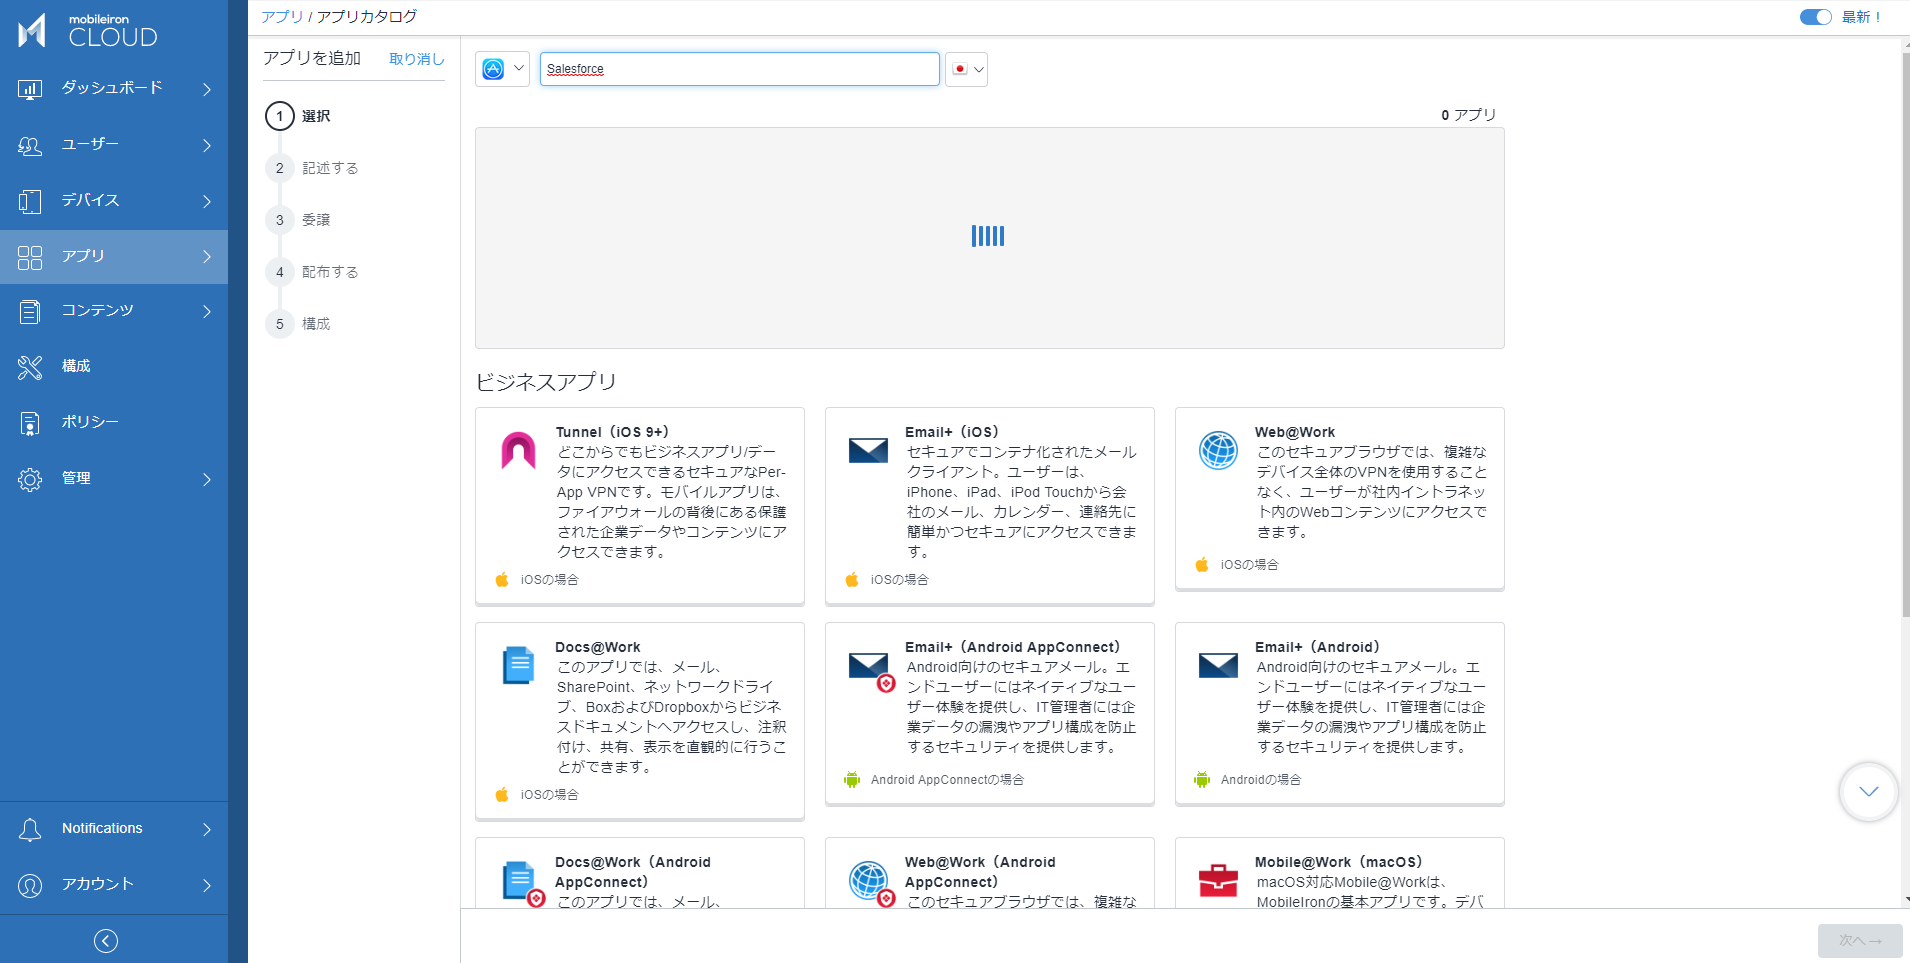 mobileiron
CLOUD
ダッシュボード
ユーザー
デバイス
アプリ
コンテンツ
構成
ポリシー
管理
Notifications
アカウント
アプリ / アプリカタログ
最新！
アプリを追加 取り消し
1 選択
2 記述する
3 委譲
4 配布する
5 構成
Salesforce
0 アプリ
ビジネスアプリ
Tunnel（iOS 9+）
どこからでもビジネスアプリ/デー
タにアクセスできるセキュアなPer-
App VPNです。モバイルアプリは、
ファイアウォールの背後にある保護
された企業データやコンテンツにア
クセスできます。
iOSの場合
Email+（iOS）
セキュアでコンテナ化されたメール
クライアント。ユーザーは、
iPhone、iPad、iPod Touchから会
社のメール、カレンダー、連絡先に
簡単かつセキュアにアクセスできま
す。
iOSの場合
Web@Work
このセキュアブラウザでは、複雑な
デバイス全体のVPNを使用すること
なく、ユーザーが社内イントラネッ
ト内のWebコンテンツにアクセスで
きます。
iOSの場合
Docs@Work
このアプリでは、メール、
SharePoint、ネットワークドライ
ブ、BoxおよびDropboxからビジネ
スドキュメントへアクセスし、注釈
付け、共有、表示を直観的に行うこ
とができます。
iOSの場合
Email+（Android AppConnect）
Android向けのセキュアメール。エ
ンドユーザーにはネイティブなユー
ザー体験を提供し、IT管理者には企
業データの漏洩やアプリ構成を防止
するセキュリティを提供します。
Android AppConnectの場合
Email+（Android）
Android向けのセキュアメール。エ
ンドユーザーにはネイティブなユー
ザー体験を提供し、IT管理者には企
業データの漏洩やアプリ構成を防止
するセキュリティを提供します。
Androidの場合
Docs@Work（Android
AppConnect）
このアプリでは、メール、
Web@Work（Android
AppConnect）
このセキュアブラウザでは、複雑な
Mobile@Work（macOS）
macOS対応Mobile@Workは、
MobileIronの基本アプリです。デバ
次へ→